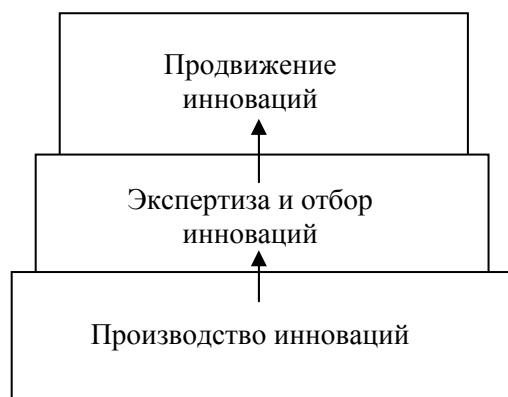 Продвижение
инноваций
Экспертиза и отбор
инноваций
Производство инноваций